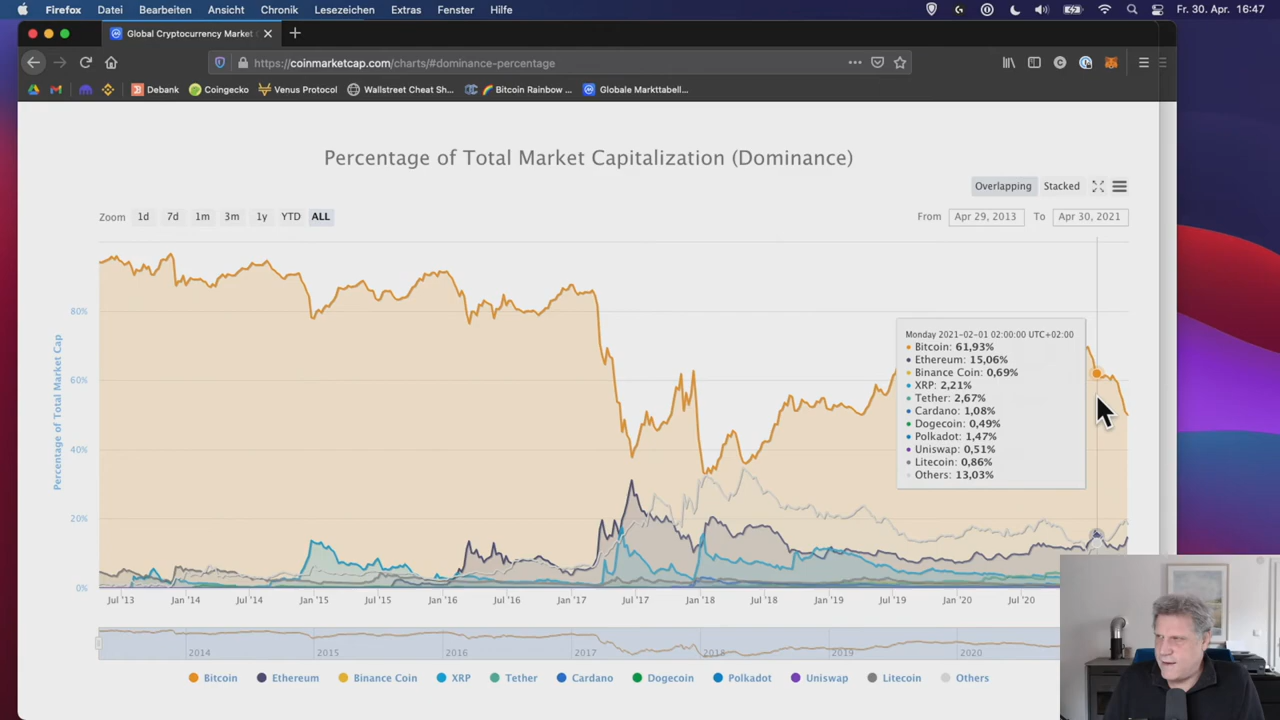 Firefox Datei Bearbeiten Ansicht Chronik Lesezeichen Extras Fenster Hilfe Fr. 30. Apr. 16:47
Global Cryptocurrency Market
https://coinmarketcap.com/charts/#dominance-percentage
Debank Coingecko Venus Protocol Wallstreet Cheat Sh... Bitcoin Rainbow ... Globale Markttabell...
Percentage of Total Market Capitalization (Dominance)
Overlapping Stacked
Zoom 1d 7d 1m 3m 1y YTD ALL From Apr 29, 2013 To Apr 30, 2021
Percentage of Total Market Cap
80%
60%
40%
20%
0%
Monday 2021-02-01 02:00:00 UTC+02:00
Bitcoin: 61,93%
Ethereum: 15,06%
Binance Coin: 0,69%
XRP: 2,21%
Tether: 2,67%
Cardano: 1,08%
Dogecoin: 0,49%
Polkadot: 1,47%
Uniswap: 0,51%
Litecoin: 0,86%
Others: 13,03%
Jul '13 Jan '14 Jul '14 Jan '15 Jul '15 Jan '16 Jul '16 Jan '17 Jul '17 Jan '18 Jul '18 Jan '19 Jul '19 Jan '20 Jul '20
2014 2015 2016 2017 2018 2019 2020
Bitcoin Ethereum Binance Coin XRP Tether Cardano Dogecoin Polkadot Uniswap Litecoin Others